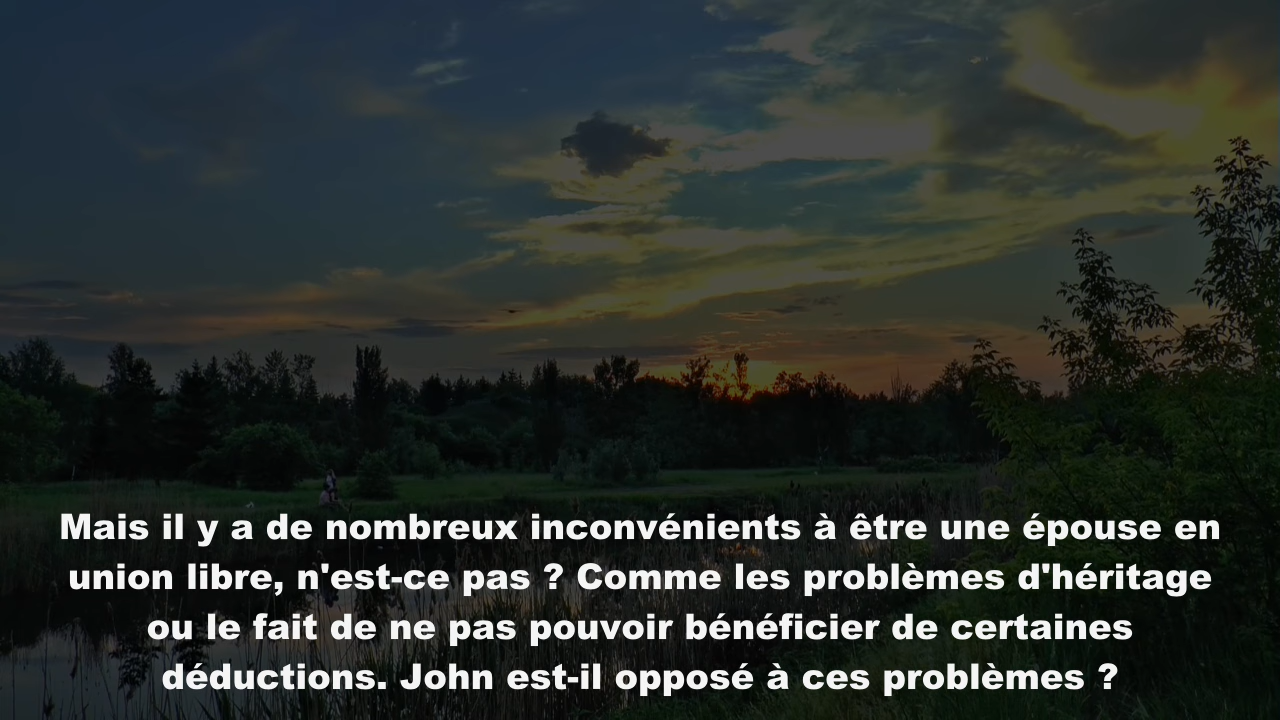 Mais il y a de nombreux inconvénients à être une épouse en
union libre, n'est-ce pas ? Comme les problèmes d'héritage
ou le fait de ne pas pouvoir bénéficier de certaines
déductions. John est-il opposé à ces problèmes ?